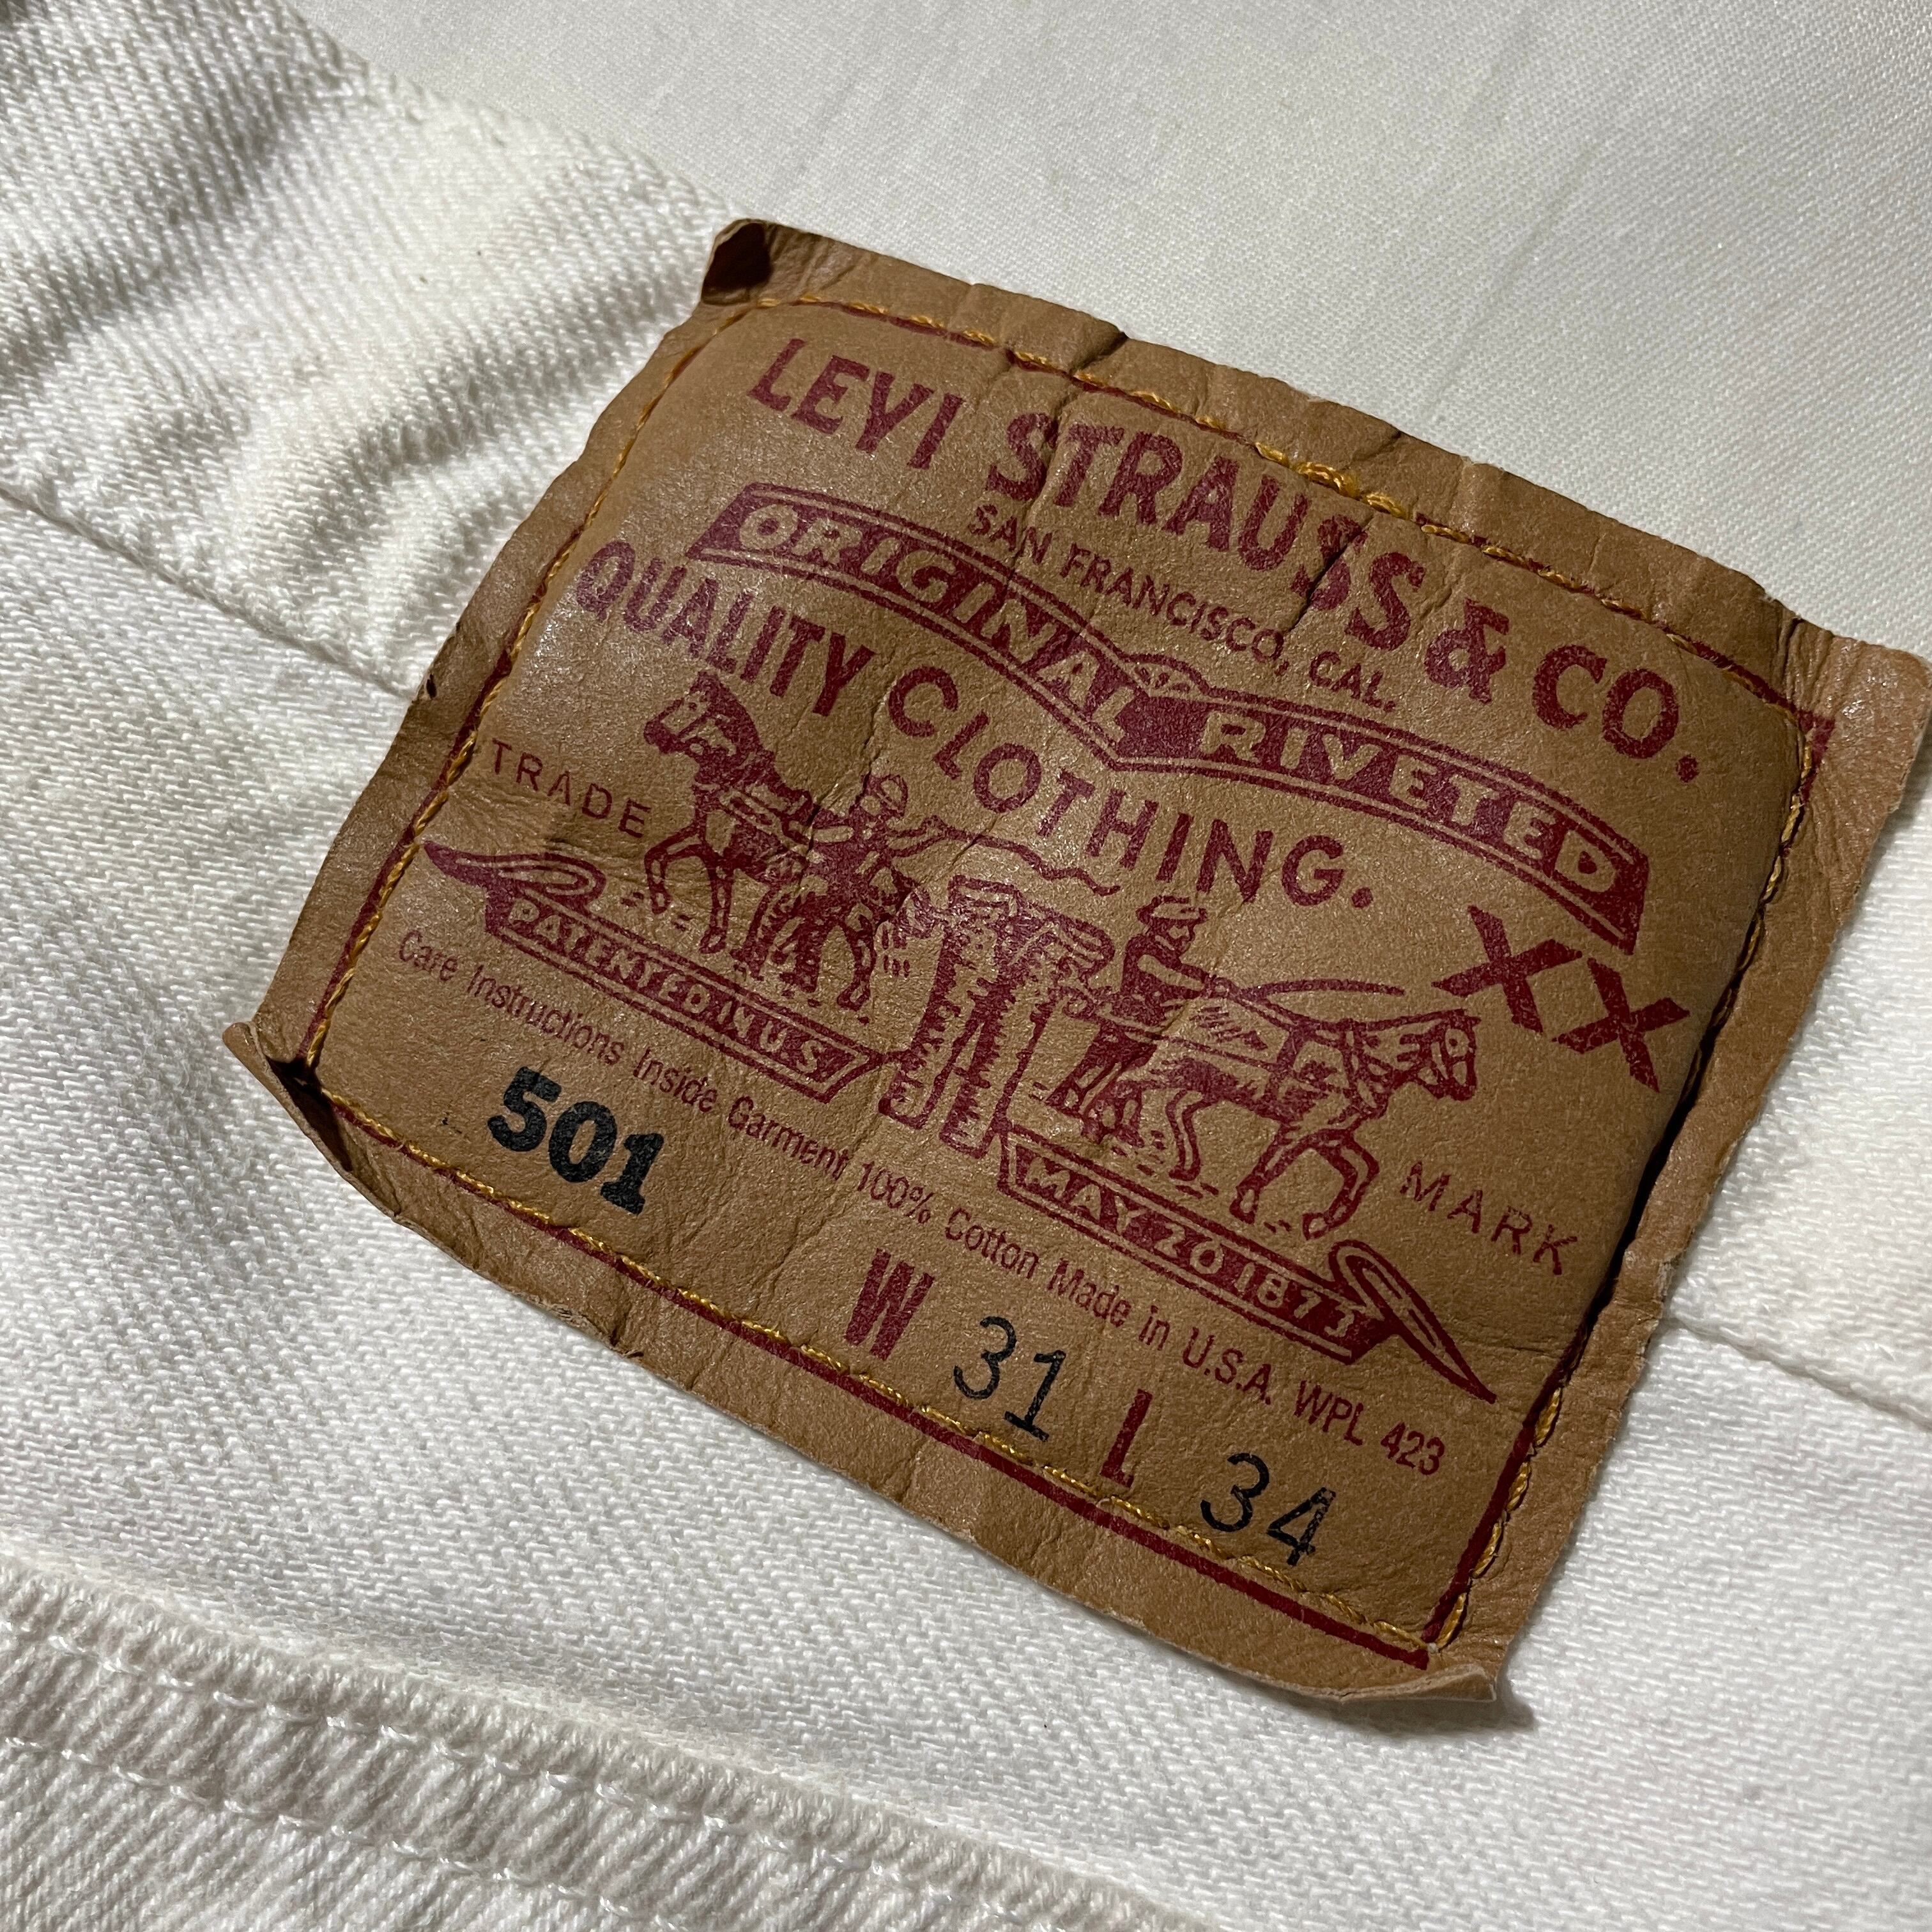 LEVI STRAUSS & CO.
SAN FRANCISCO, CAL.
ORIGINAL RIVETED
QUALITY CLOTHING.
XX
TRADE MARK
PATENTED IN U S
MAY 20 1873
Care Instructions Inside Garment 100% Cotton Made in U.S.A. WPL 423
501
W 31 L 34